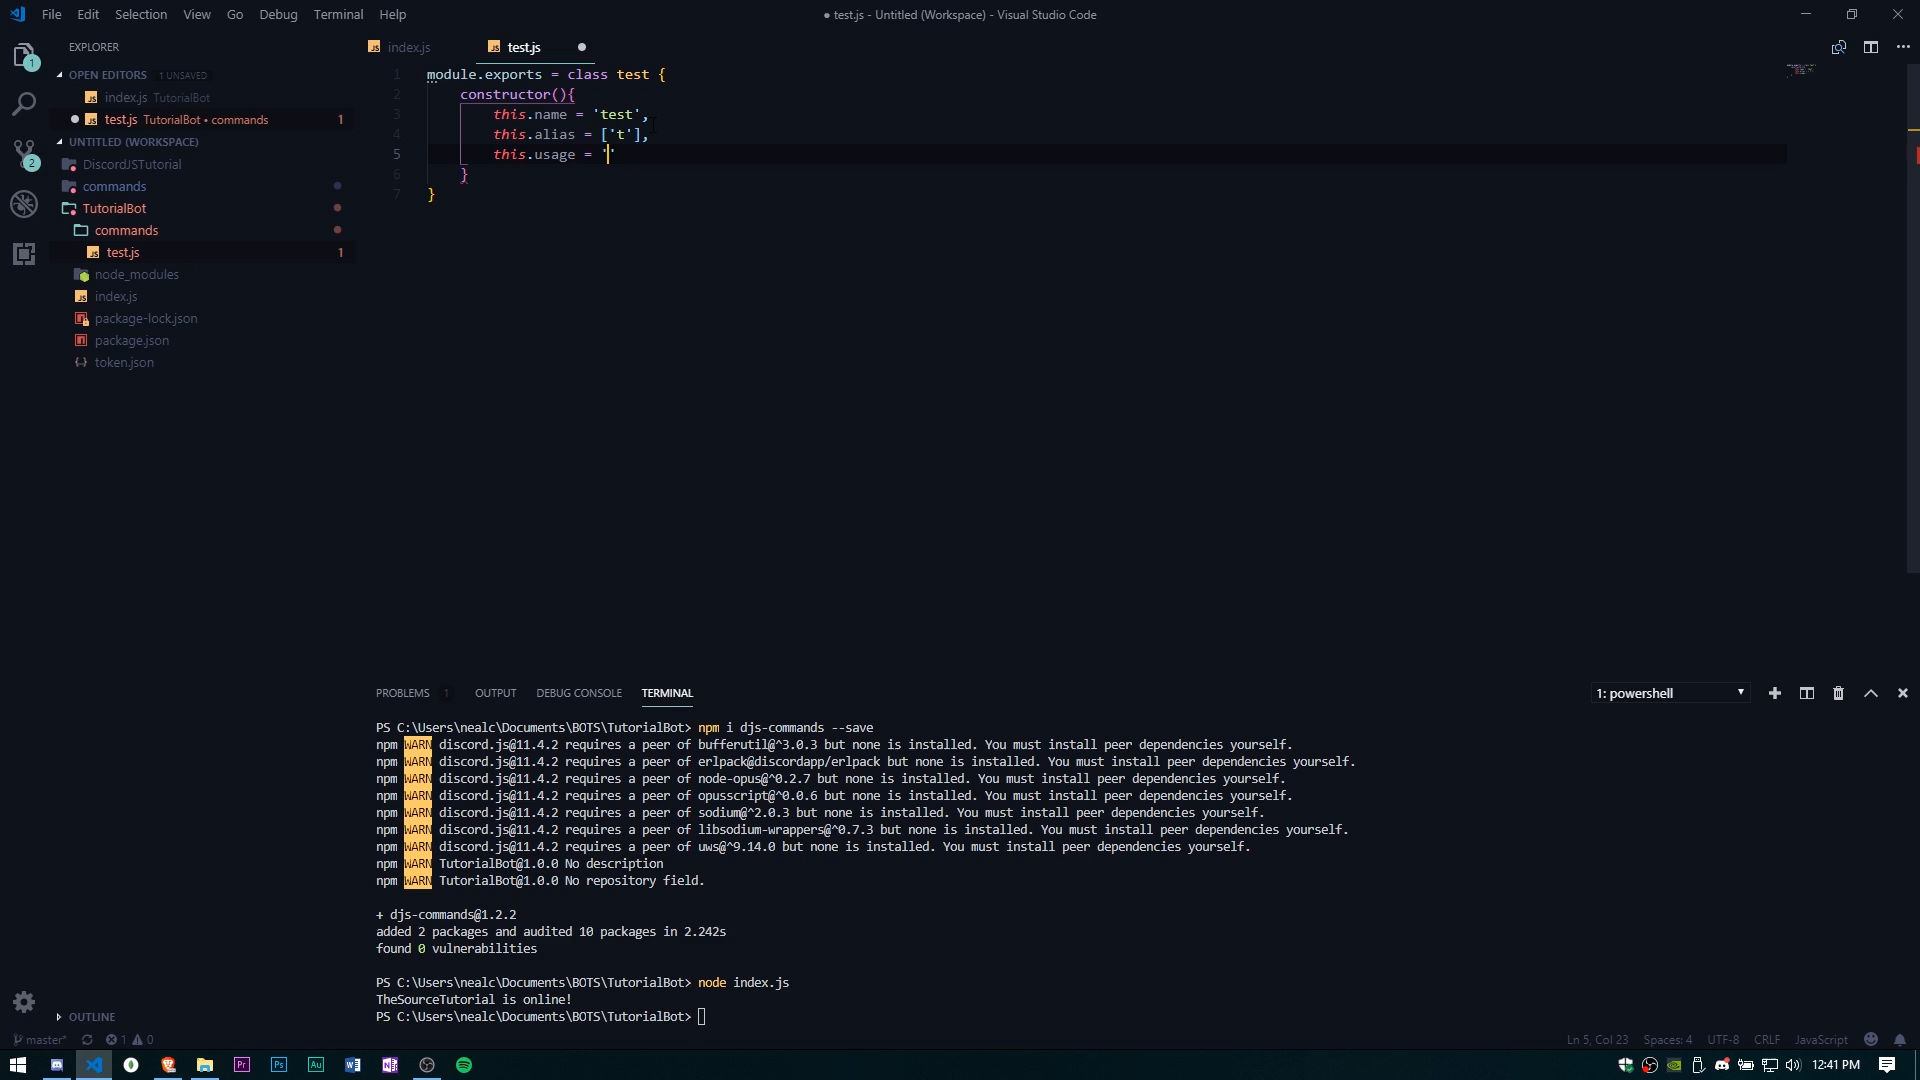 File Edit Selection View Go Debug Terminal Help
● test.js - Untitled (Workspace) - Visual Studio Code
EXPLORER
OPEN EDITORS 1 UNSAVED
index.js TutorialBot
test.js TutorialBot • commands 1
UNTITLED (WORKSPACE)
DiscordJSTutorial
commands
TutorialBot
commands
test.js 1
node_modules
index.js
package-lock.json
package.json
token.json
OUTLINE
1
2
index.js
test.js
1 module.exports = class test {
2 constructor(){
3 this.name = 'test',
4 this.alias = ['t'],
5 this.usage = ''
6 }
7 }
PROBLEMS 1 OUTPUT DEBUG CONSOLE TERMINAL
1: powershell
PS C:\Users\nealc\Documents\BOTS\TutorialBot> npm i djs-commands --save
npm WARN discord.js@11.4.2 requires a peer of bufferutil@^3.0.3 but none is installed. You must install peer dependencies yourself.
npm WARN discord.js@11.4.2 requires a peer of erlpack@discordapp/erlpack but none is installed. You must install peer dependencies yourself.
npm WARN discord.js@11.4.2 requires a peer of node-opus@^0.2.7 but none is installed. You must install peer dependencies yourself.
npm WARN discord.js@11.4.2 requires a peer of opusscript@^0.0.6 but none is installed. You must install peer dependencies yourself.
npm WARN discord.js@11.4.2 requires a peer of sodium@^2.0.3 but none is installed. You must install peer dependencies yourself.
npm WARN discord.js@11.4.2 requires a peer of libsodium-wrappers@^0.7.3 but none is installed. You must install peer dependencies yourself.
npm WARN discord.js@11.4.2 requires a peer of uws@^9.14.0 but none is installed. You must install peer dependencies yourself.
npm WARN TutorialBot@1.0.0 No description
npm WARN TutorialBot@1.0.0 No repository field.
+ djs-commands@1.2.2
added 2 packages and audited 10 packages in 2.242s
found 0 vulnerabilities
PS C:\Users\nealc\Documents\BOTS\TutorialBot> node index.js
TheSourceTutorial is online!
PS C:\Users\nealc\Documents\BOTS\TutorialBot>
master* 1 0
Ln 5, Col 23 Spaces: 4 UTF-8 CRLF JavaScript
Pr Ps Au W N
12:41 PM